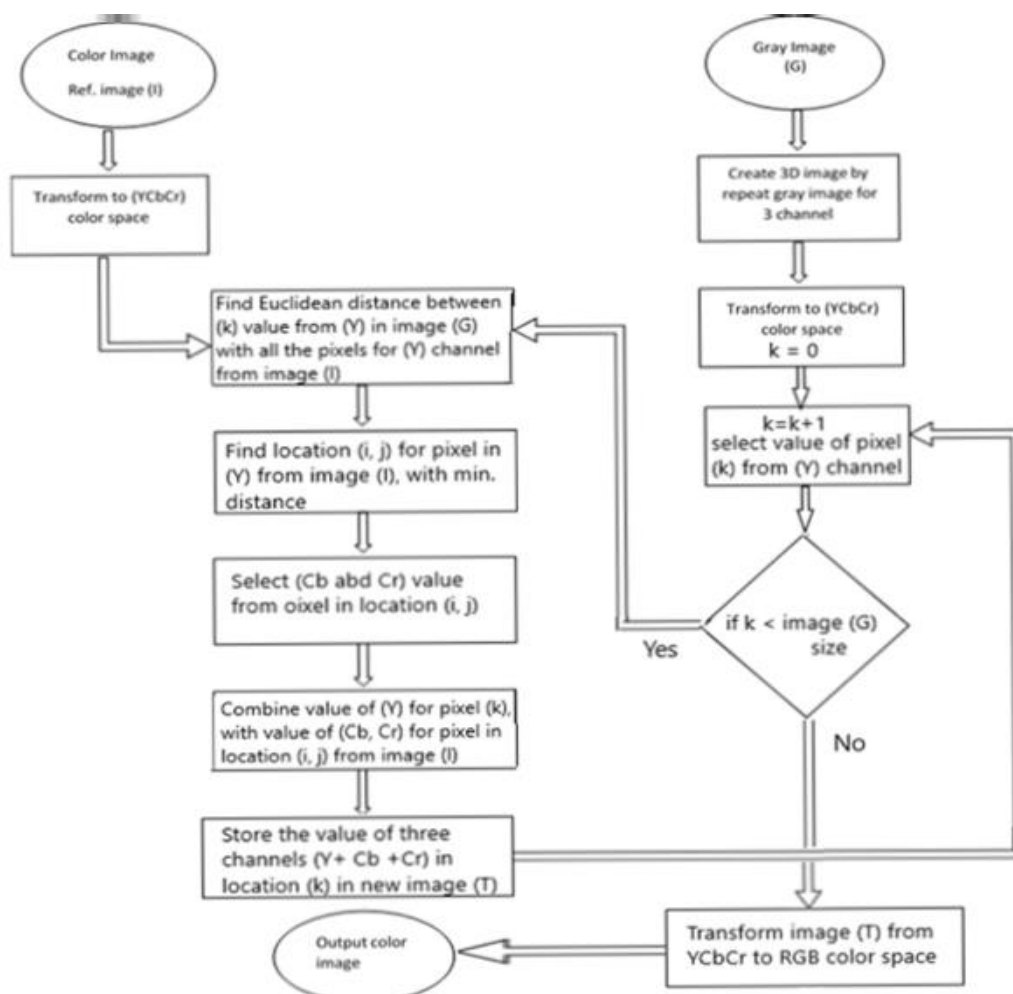 Color Image
Ref. image (I)
Transform to (YCbCr)
color space
Gray Image
(G)
Create 3D image by
repeat gray image for
3 channel
Transform to (YCbCr)
color space
k = 0
k=k+1
select value of pixel
(k) from (Y) channel
if k < image (G)
size
Yes
No
Find Euclidean distance between
(k) value from (Y) in image (G)
with all the pixels for (Y) channel
from image (I)
Find location (i, j) for pixel in
(Y) from image (I), with min.
distance
Select (Cb abd Cr) value
from oixel in location (i, j)
Combine value of (Y) for pixel (k),
with value of (Cb, Cr) for pixel in
location (i, j) from image (I)
Store the value of three
channels (Y+ Cb +Cr) in
location (k) in new image (T)
Transform image (T) from
YCbCr to RGB color space
Output color
image